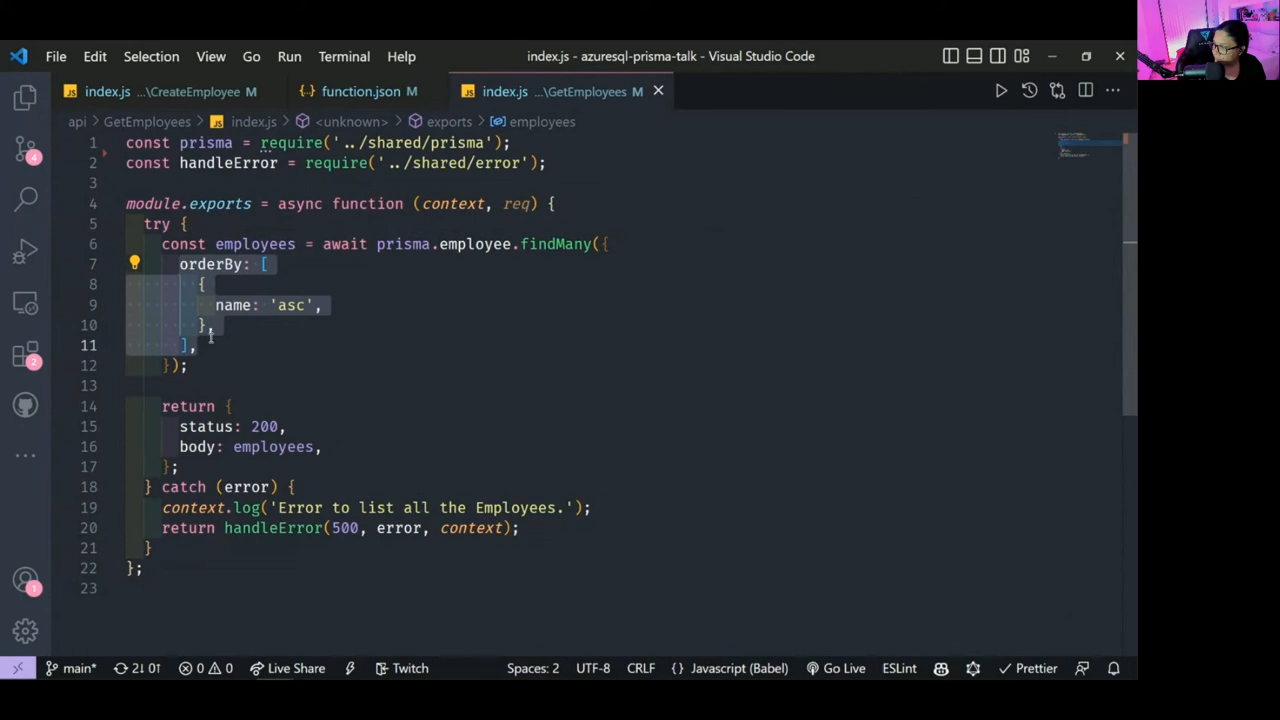 File Edit Selection View Go Run Terminal Help
index.js - azuresql-prisma-talk - Visual Studio Code
index.js ...\CreateEmployee M
function.json M
index.js ...\GetEmployees M
api > GetEmployees > index.js > <unknown> > exports > employees
1 const prisma = require('../shared/prisma');
2 const handleError = require('../shared/error');
3
4 module.exports = async function (context, req) {
5 try {
6 const employees = await prisma.employee.findMany({
7 orderBy: [
8 {
9 name: 'asc',
10 },
11 ],
12 });
13
14 return {
15 status: 200,
16 body: employees,
17 };
18 } catch (error) {
19 context.log('Error to list all the Employees.');
20 return handleError(500, error, context);
21 }
22 };
23
4
2
1
main* 2↓ 0↑ 0 0 Live Share Twitch Spaces: 2 UTF-8 CRLF { } Javascript (Babel) Go Live ESLint Prettier